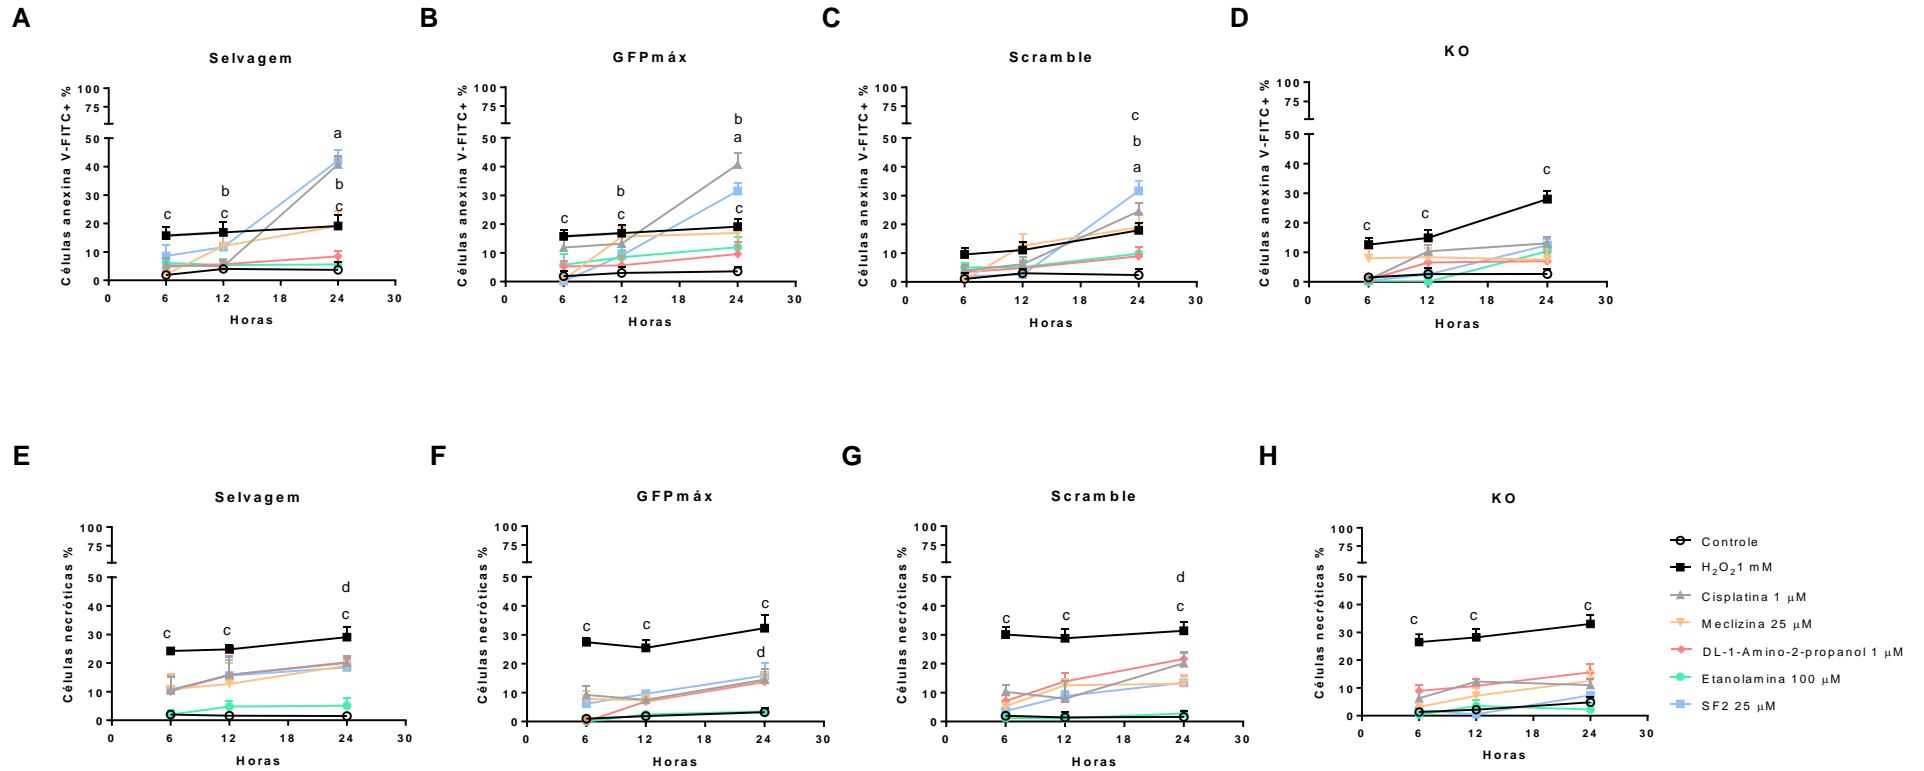 A
B
C
D
Selvagem
GFPmáx
Scramble
KO
Células anexina V-FITC+ %
100
75
50
40
30
20
10
0
a
b
b
c
c
c
0
6
12
18
24
30
Horas
Células anexina V-FITC+ %
100
75
50
40
30
20
10
0
b
a
b
c
c
c
0
6
12
18
24
30
Horas
Células anexina V-FITC+ %
100
75
50
40
30
20
10
0
c
b
a
0
6
12
18
24
30
Horas
Células anexina V-FITC+ %
100
75
50
40
30
20
10
0
c
c
c
0
6
12
18
24
30
Horas
E
F
G
H
Selvagem
GFPmáx
Scramble
KO
Células necróticas %
100
75
50
40
30
20
10
0
d
c
c
c
0
6
12
18
24
30
Horas
Células necróticas %
100
75
50
40
30
20
10
0
c
c
c
d
0
6
12
18
24
30
Horas
Células necróticas %
100
75
50
40
30
20
10
0
d
c
c
c
0
6
12
18
24
30
Horas
Células necróticas %
100
75
50
40
30
20
10
0
c
c
c
0
6
12
18
24
30
Horas
Controle
H₂O₂1 mM
Cisplatina 1 µM
Meclizina 25 µM
DL-1-Amino-2-propanol 1 µM
Etanolamina 100 µM
SF2 25 µM